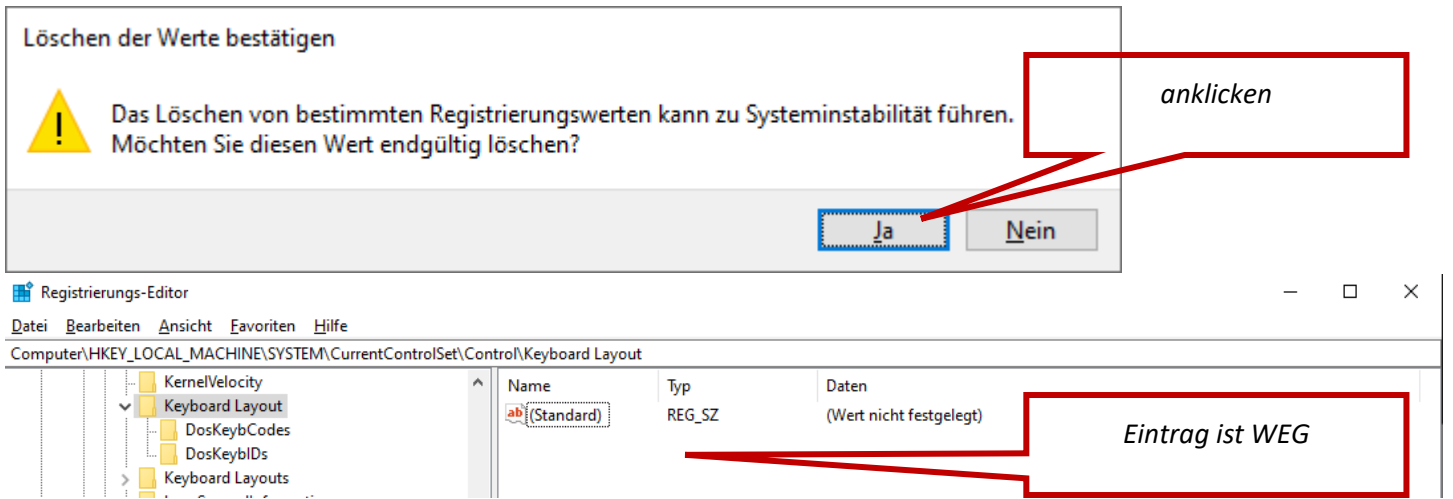 Löschen der Werte bestätigen
Das Löschen von bestimmten Registrierungswerten kann zu Systeminstabilität führen.
Möchten Sie diesen Wert endgültig löschen?
anklicken
Ja Nein
Registrierungs-Editor
Datei Bearbeiten Ansicht Favoriten Hilfe
Computer\HKEY_LOCAL_MACHINE\SYSTEM\CurrentControlSet\Control\Keyboard Layout
KernelVelocity
Keyboard Layout
DosKeybCodes
DosKeybIDs
Keyboard Layouts
Name Typ Daten
ab (Standard) REG_SZ (Wert nicht festgelegt)
Eintrag ist WEG